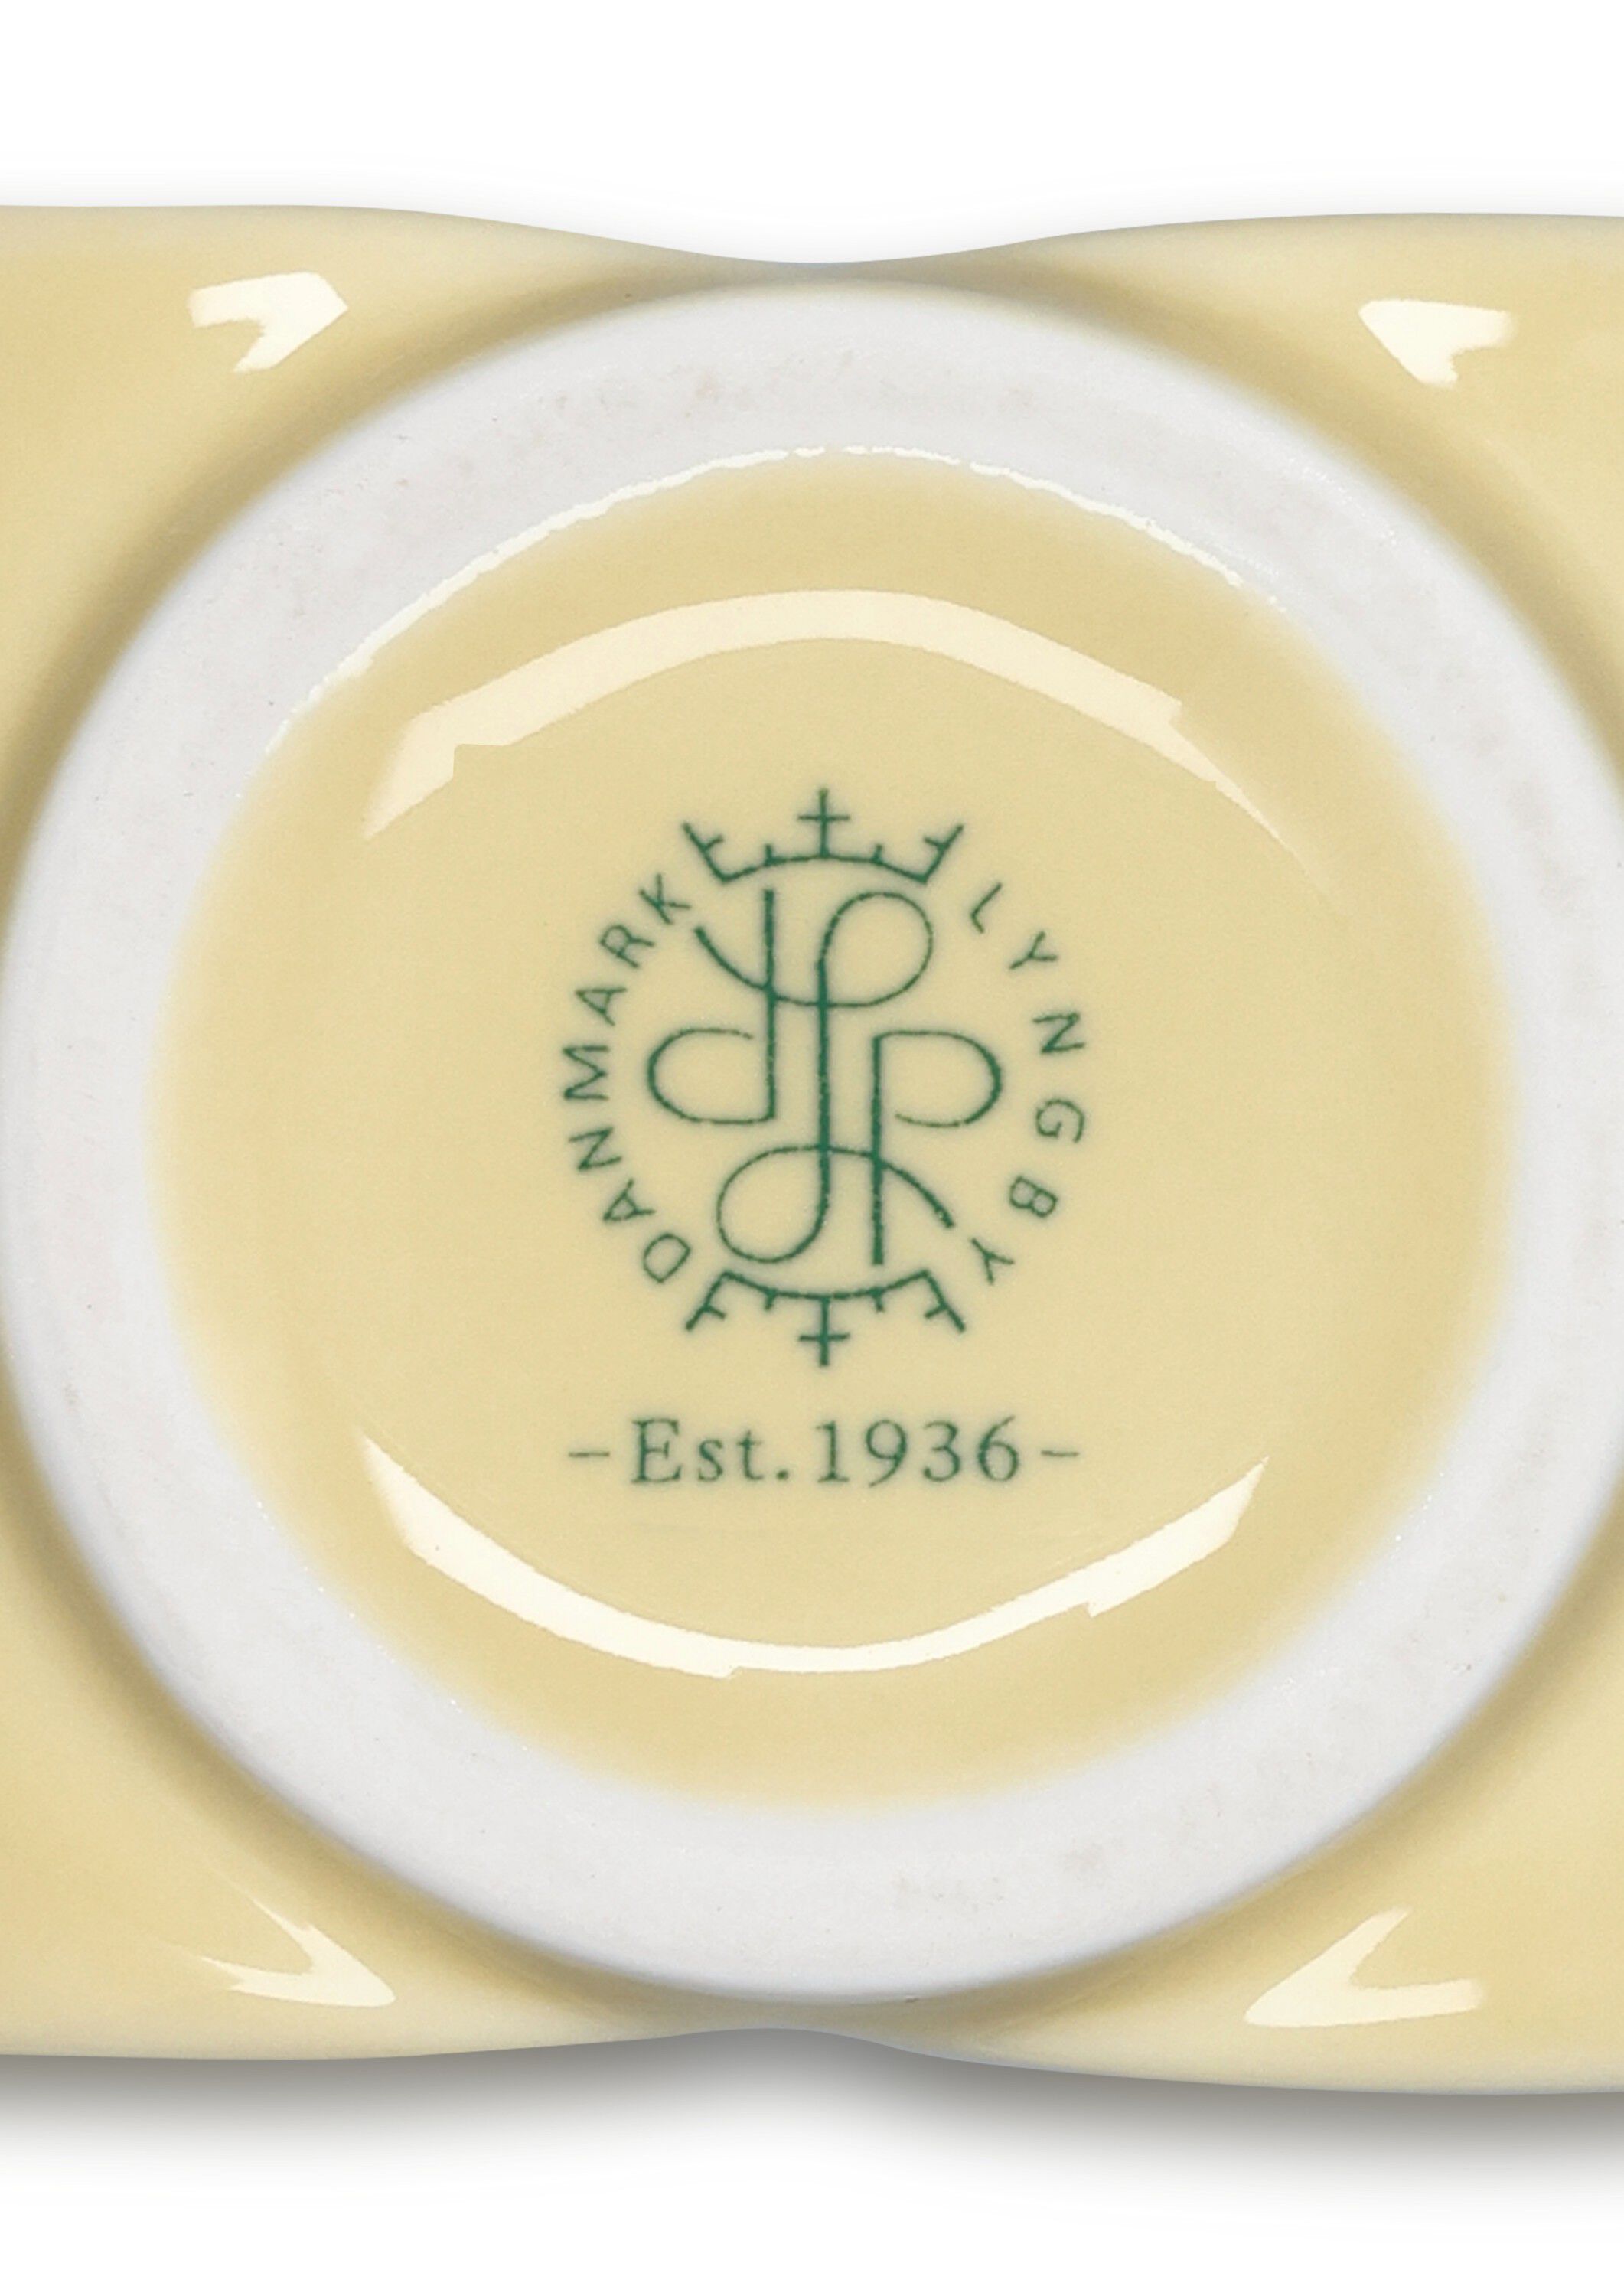 DANMARK LYNGBY
-Est. 1936-